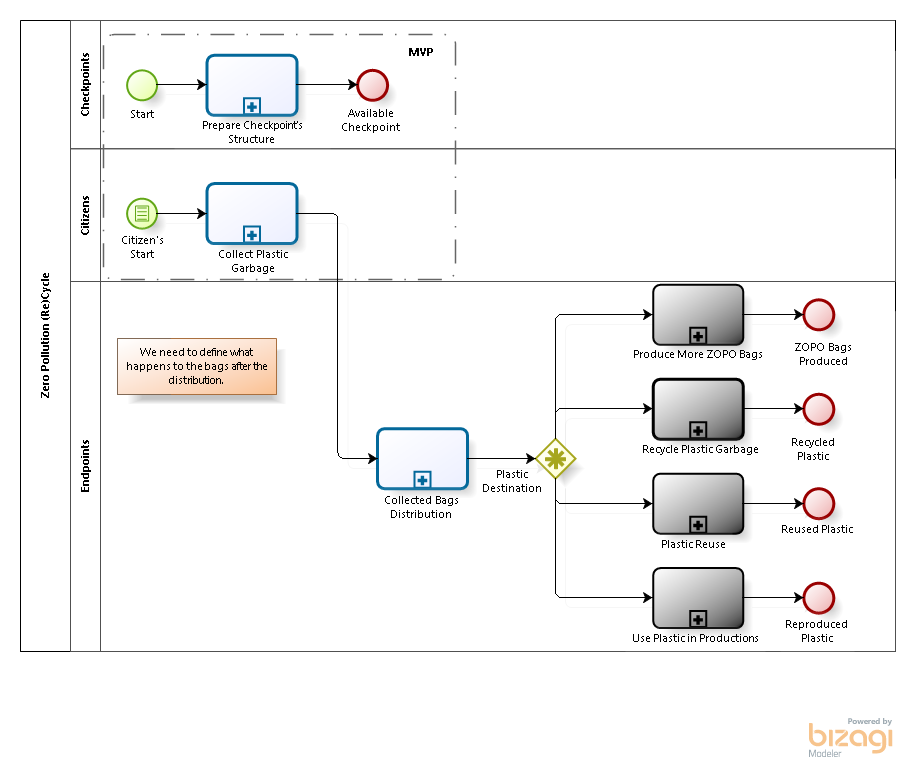 Zero Pollution (Re)Cycle
Checkpoints
MVP
Start
Prepare Checkpoint's
Structure
Available
Checkpoint
Citizens
Citizen's
Start
Collect Plastic
Garbage
Endpoints
We need to define what
happens to the bags after the
distribution.
Collected Bags
Distribution
Plastic
Destination
Produce More ZOPO Bags
ZOPO Bags
Produced
Recycle Plastic Garbage
Recycled
Plastic
Plastic Reuse
Reused Plastic
Use Plastic in Productions
Reproduced
Plastic
Powered by
bizagi
Modeler